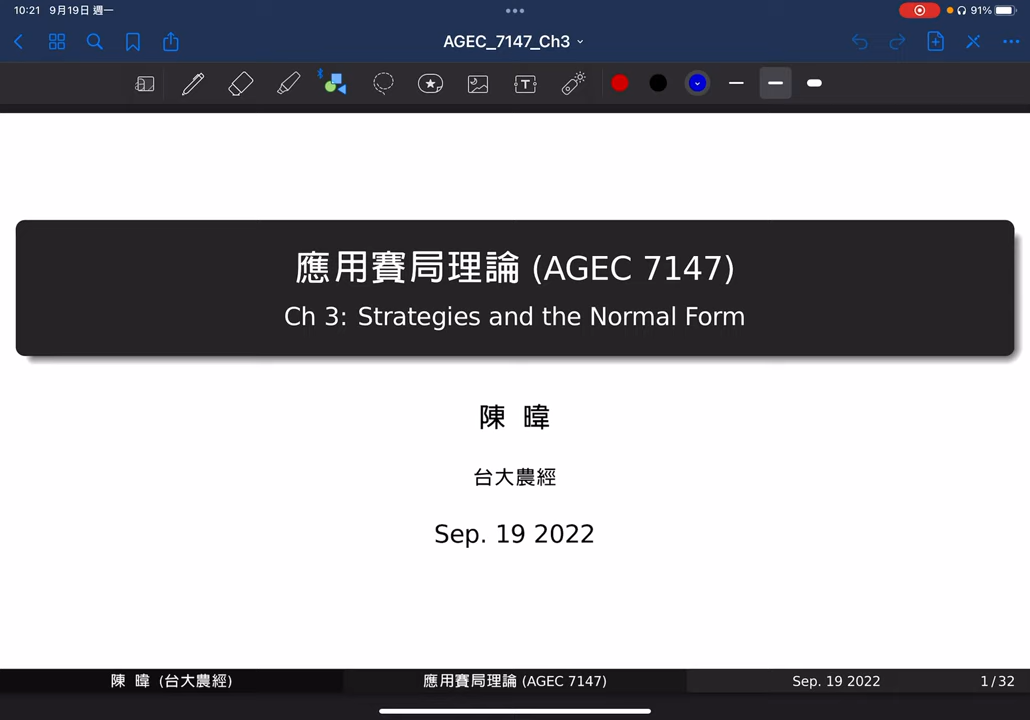 10:21 9月19日 週一
91%
AGEC_7147_Ch3
應用賽局理論 (AGEC 7147)
Ch 3: Strategies and the Normal Form
陳 暐
台大農經
Sep. 19 2022
陳 暐 (台大農經) 應用賽局理論 (AGEC 7147) Sep. 19 2022 1/32